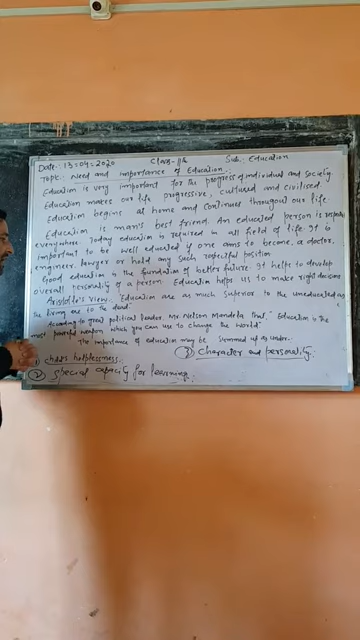 Date: 13-04-2020 Class-11th Sub: Education
Topic: Need and importance of Education.
Education is very important for the progress of individual and society.
Education makes our life progressive, cultured and civilised.
Education begins at home and continues througou our life.
Education is man's best friend. An educated person is respected
everywhere. Today education is required in all field of life. It is
important to be well educated if one aims to become, a doctor,
engineer, lawyer or hold any such respectful position
Good education is the foundation of better future. It helps to develop
overall personality of a person. Education helps us to make right decisions
Aristotle's View: "Education are as much superior to the uneducated as
the living are to the dead"
According to great political leader, Mr. Nelson Mandela that, "Education is the
most powerful weapon which you can use to change the world"
The importance of education may be summed up as under.
1) child's helplessness. 3) Character and personality.
2) special capacity for learning.